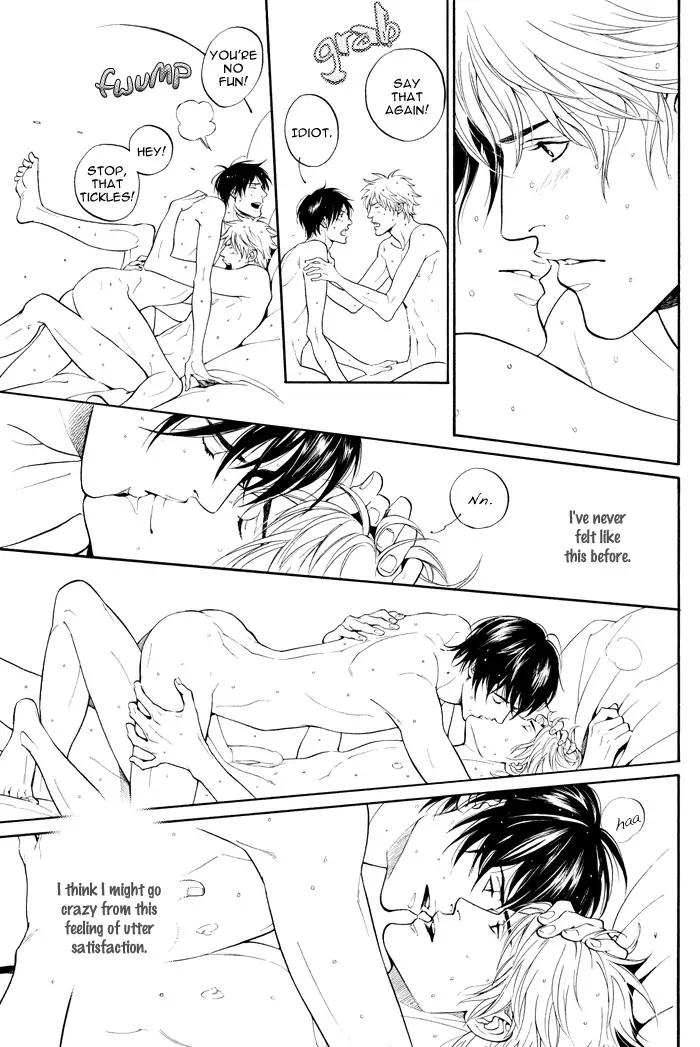 fwump
YOU'RE
NO
FUN!
HEY!
STOP,
THAT
TICKLES!
grab
SAY
THAT
AGAIN!
IDIOT.
Nn.
I've never
felt like
this before.
haa
I think I might go
crazy from this
feeling of utter
satisfaction.